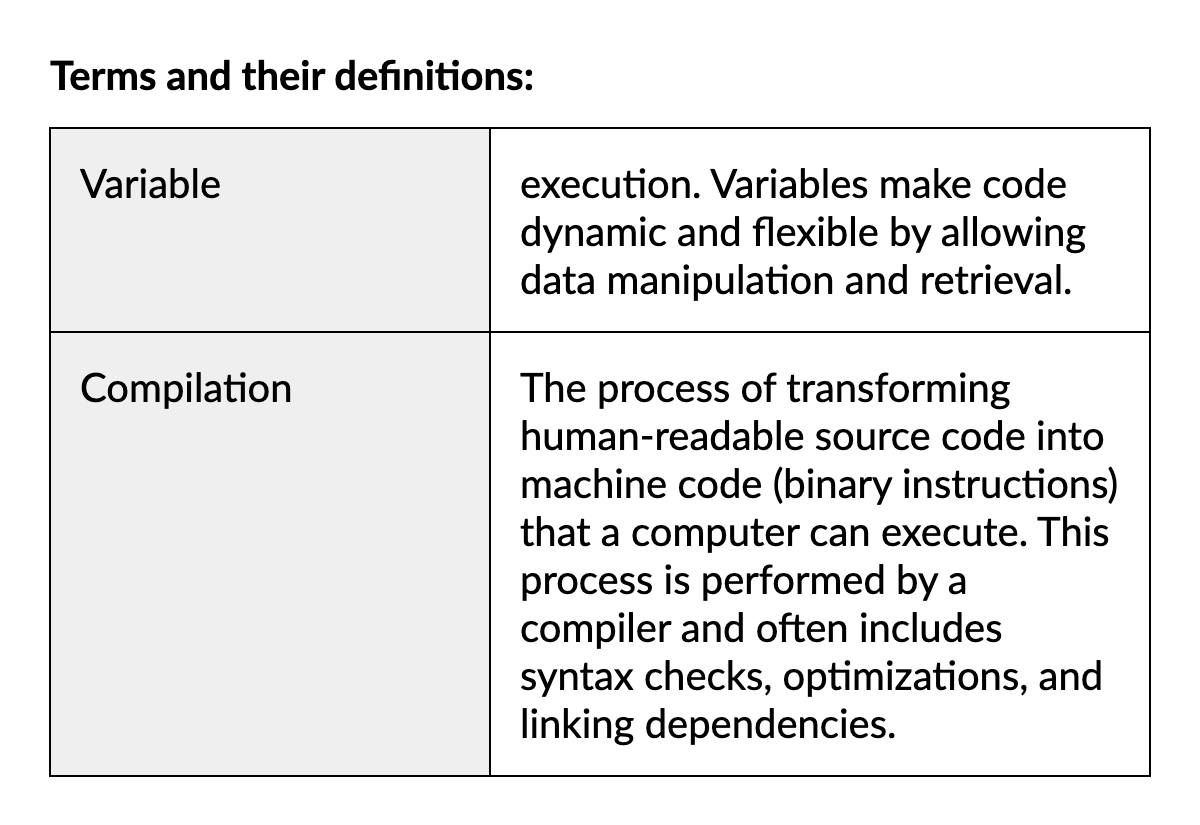 Terms and their definitions:
Variable
execution. Variables make code
dynamic and flexible by allowing
data manipulation and retrieval.
Compilation
The process of transforming
human-readable source code into
machine code (binary instructions)
that a computer can execute. This
process is performed by a
compiler and often includes
syntax checks, optimizations, and
linking dependencies.